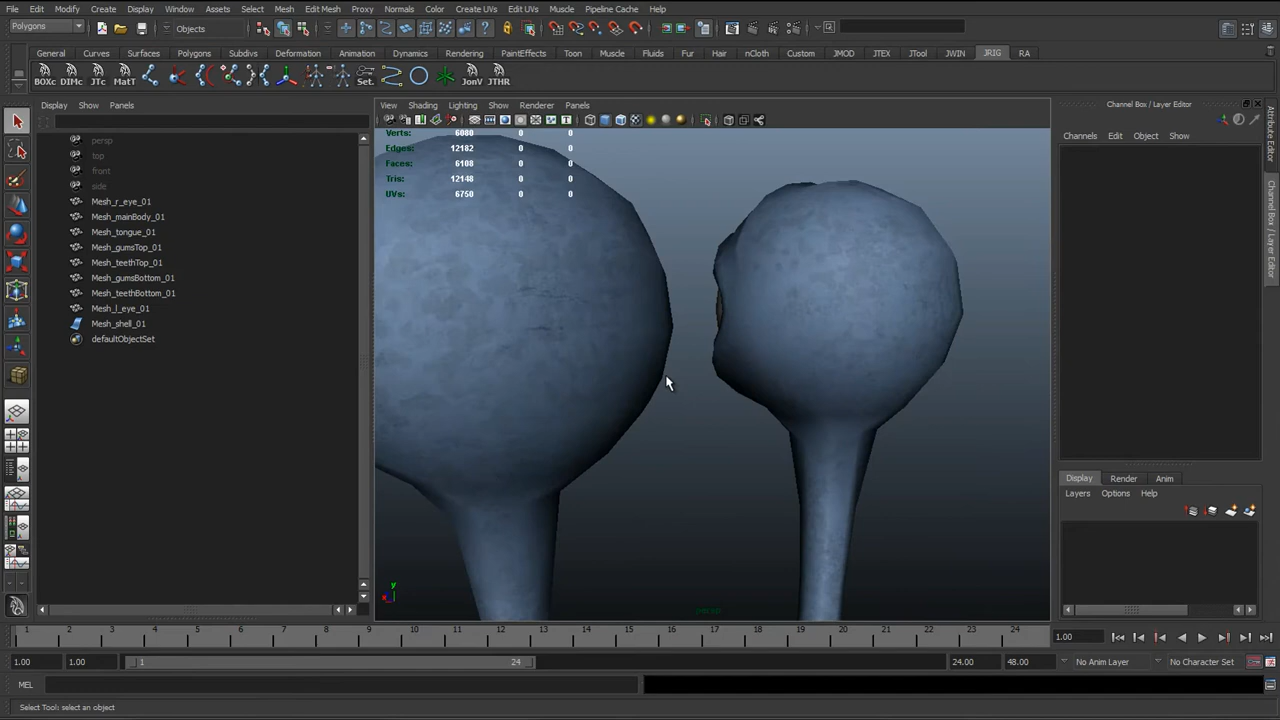 File Edit Modify Create Display Window Assets Select Mesh Edit Mesh Proxy Normals Color Create UVs Edit UVs Muscle Pipeline Cache Help
Polygons Objects
General Curves Surfaces Polygons Subdivs Deformation Animation Dynamics Rendering PaintEffects Toon Muscle Fluids Fur Hair nCloth Custom JMOD JTEX JTool JWIN JRIG RA
BOXc DIMc JTc MatT Set. JonV JTHR
Display Show Panels
View Shading Lighting Show Renderer Panels
Channel Box / Layer Editor
Channels Edit Object Show
Attribute Editor
Channel Box / Layer Editor
persp
top
front
side
Mesh_r_eye_01
Mesh_mainBody_01
Mesh_tongue_01
Mesh_gumsTop_01
Mesh_teethTop_01
Mesh_gumsBottom_01
Mesh_teethBottom_01
Mesh_l_eye_01
Mesh_shell_01
defaultObjectSet
Verts: 6080 0 0
Edges: 12182 0 0
Faces: 6108 0 0
Tris: 12148 0 0
UVs: 6750 0 0
y
x
persp
Display Render Anim
Layers Options Help
1 2 3 4 5 6 7 8 9 10 11 12 13 14 15 16 17 18 19 20 21 22 23 24
1.00
1.00 1.00 1 24 24.00 48.00 No Anim Layer No Character Set
MEL
Select Tool: select an object